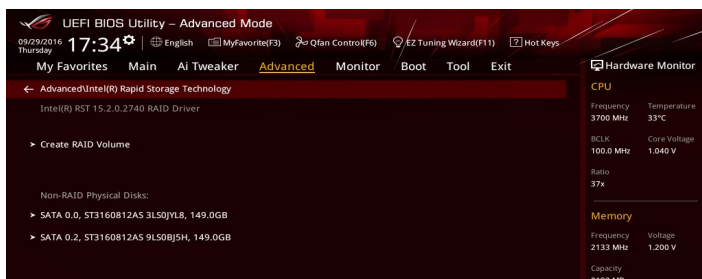 UEFI BIOS Utility – Advanced Mode
09/29/2016 Thursday 17:34 English MyFavorite(F3) Qfan Control(F6) EZ Tuning Wizard(F11) ? Hot Keys
My Favorites Main Ai Tweaker Advanced Monitor Boot Tool Exit
Hardware Monitor
← Advanced\Intel(R) Rapid Storage Technology
Intel(R) RST 15.2.0.2740 RAID Driver
> Create RAID Volume
Non-RAID Physical Disks:
> SATA 0.0, ST3160812AS 3LS0JYL8, 149.0GB
> SATA 0.2, ST3160812AS 9LS0BJ5H, 149.0GB
CPU
Frequency Temperature
3700 MHz 33°C
BCLK Core Voltage
100.0 MHz 1.040 V
Ratio
37x
Memory
Frequency Voltage
2133 MHz 1.200 V
Capacity